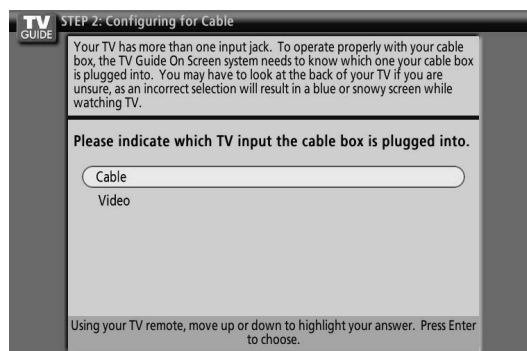 TV
GUIDE
STEP 2: Configuring for Cable
Your TV has more than one input jack. To operate properly with your cable
box, the TV Guide On Screen system needs to know which one your cable box
is plugged into. You may have to look at the back of your TV if you are
unsure, as an incorrect selection will result in a blue or snowy screen while
watching TV.
Please indicate which TV input the cable box is plugged into.
Cable
Video
Using your TV remote, move up or down to highlight your answer. Press Enter
to choose.